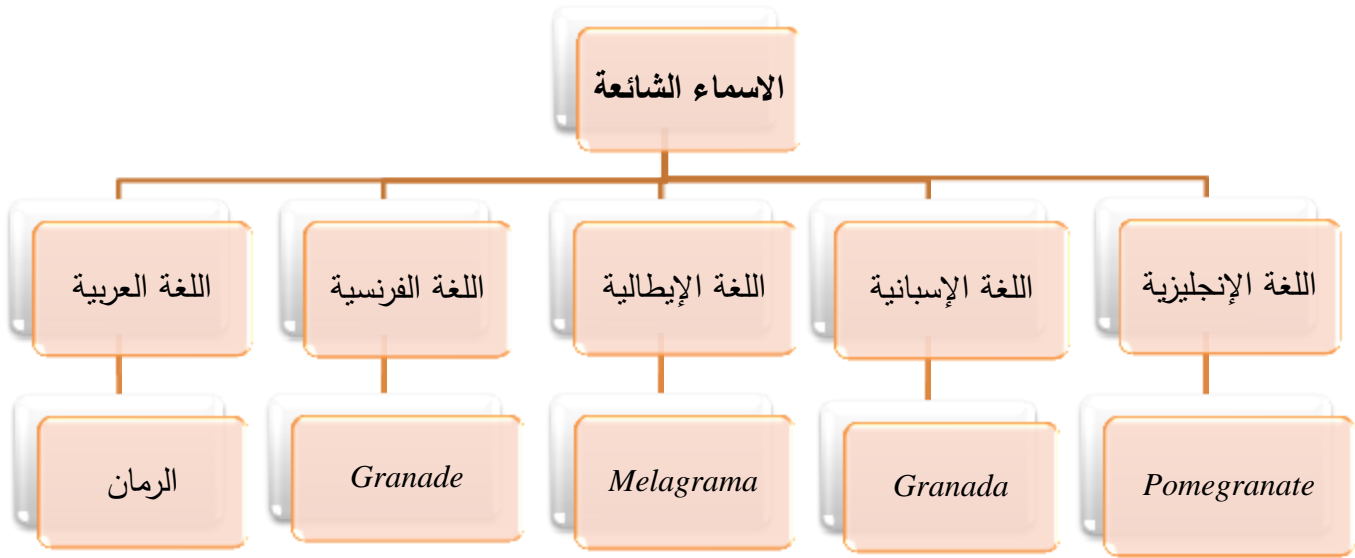 الاسماء الشائعة
اللغة الإنجليزية
اللغة الإسبانية
اللغة الإيطالية
اللغة الفرنسية
اللغة العربية
Pomegranate
Granada
Melagrama
Granade
الرمان